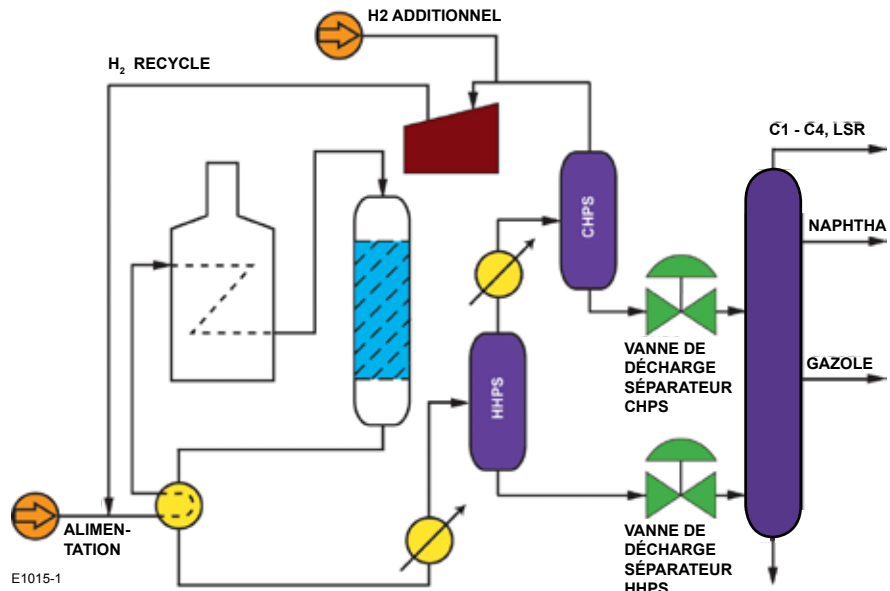 H2 ADDITIONNEL
H2 RECYCLE
C1 - C4, LSR
CHPS
NAPHTHA
VANNE DE
DÉCHARGE
SÉPARATEUR
CHPS
GAZOLE
HHPS
ALIMEN-
TATION
VANNE DE
DÉCHARGE
SÉPARATEUR
HHPS
E1015-1